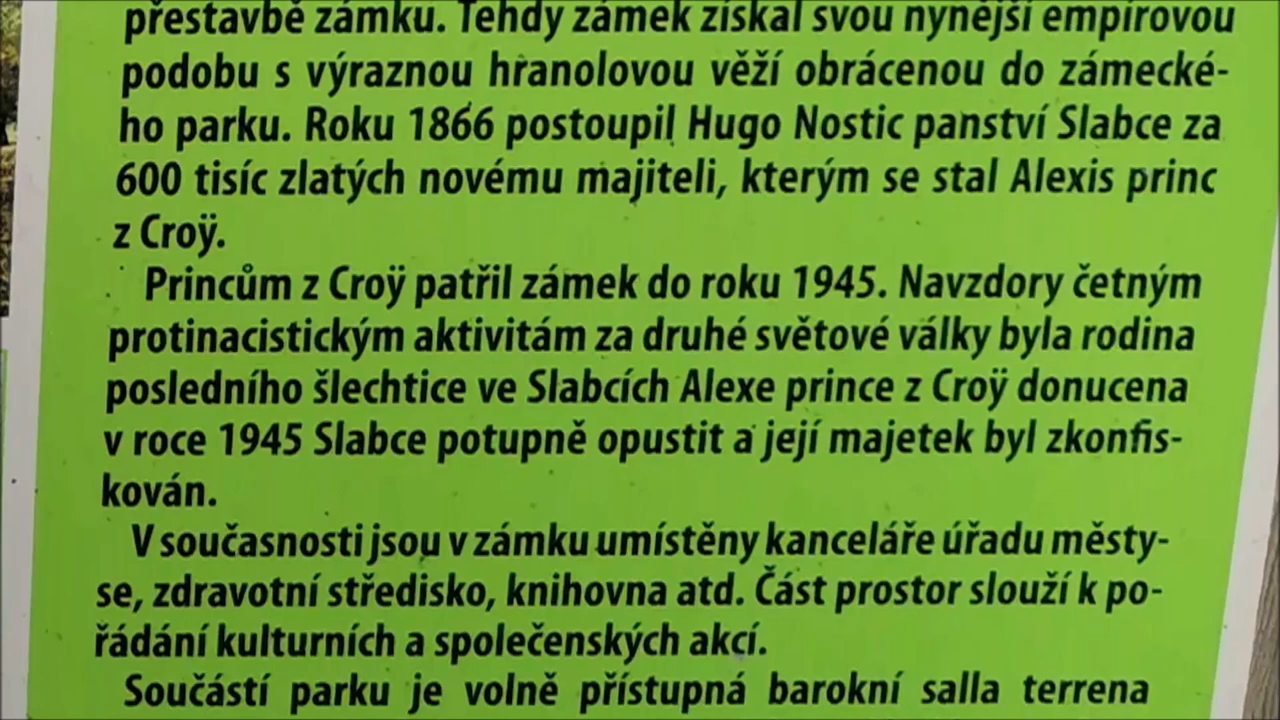 přestavbě zámku. Tehdy zámek získal svou nynější empírovou
podobu s výraznou hranolovou věží obrácenou do zámecké-
ho parku. Roku 1866 postoupil Hugo Nostic panství Slabce za
600 tisíc zlatých novému majiteli, kterým se stal Alexis princ
z Croÿ.
Princům z Croÿ patřil zámek do roku 1945. Navzdory četným
protinacistickým aktivitám za druhé světové války byla rodina
posledního šlechtice ve Slabcích Alexe prince z Croÿ donucena
v roce 1945 Slabce potupně opustit a její majetek byl zkonfis-
kován.
V současnosti jsou v zámku umístěny kanceláře úřadu městy-
se, zdravotní středisko, knihovna atd. Část prostor slouží k po-
řádání kulturních a společenských akcí.
Součástí parku je volně přístupná barokní salla terrena